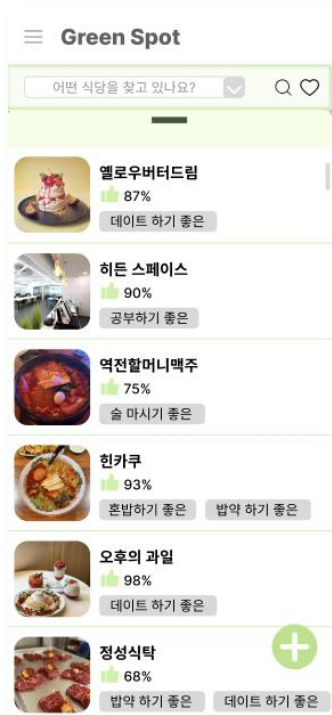 Green Spot
어떤 식당을 찾고 있나요?
옐로우버터드림
87%
데이트 하기 좋은
히든 스페이스
90%
공부하기 좋은
역전할머니맥주
75%
술 마시기 좋은
힌카쿠
93%
혼밥하기 좋은 밥약 하기 좋은
오후의 과일
98%
데이트 하기 좋은
정성식탁
68%
밥약 하기 좋은 데이트 하기 좋은